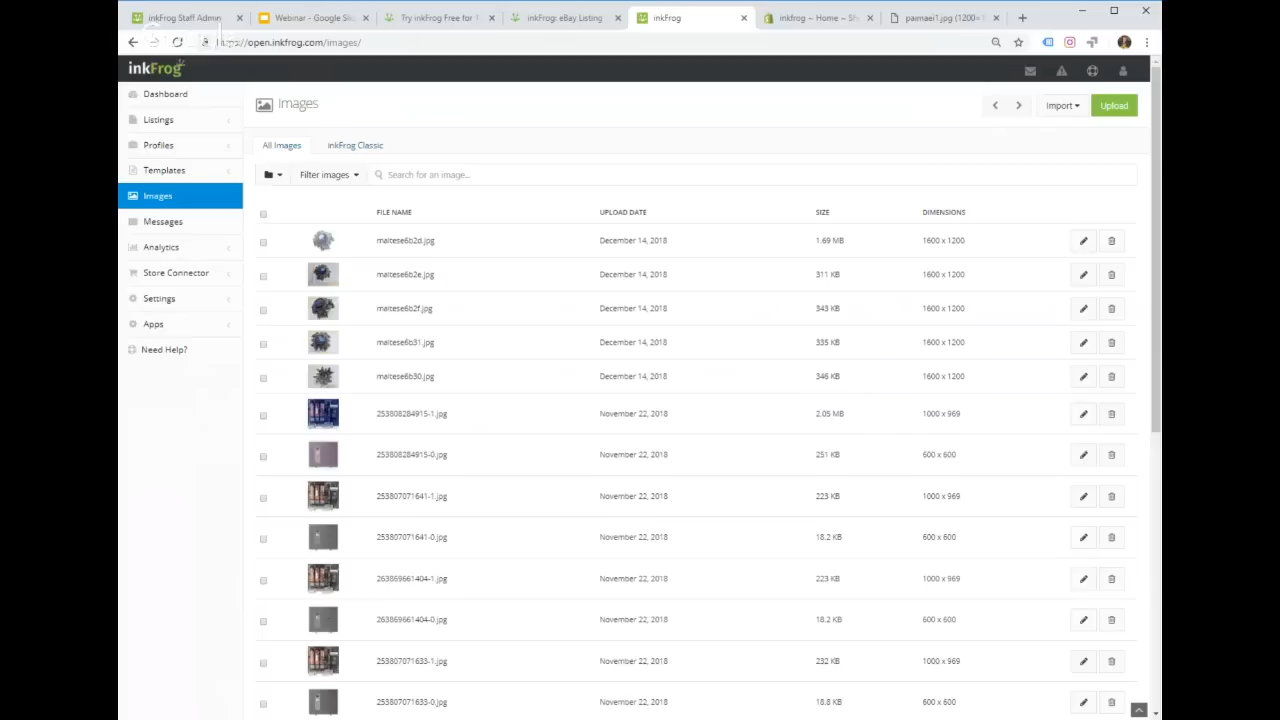 inkFrog Staff Admin
Webinar - Google Sli
Try inkFrog Free for
inkFrog: eBay Listing
inkFrog
inkfrog ~ Home ~ S
pamaei1.jpg (1200×
https://open.inkfrog.com/images/
inkFrog
Dashboard
Listings
Profiles
Templates
Images
Messages
Analytics
Store Connector
Settings
Apps
Need Help?
Images
Import
Upload
All Images
inkFrog Classic
Filter images
Search for an image...
FILE NAME UPLOAD DATE SIZE DIMENSIONS
maltese6b2d.jpg December 14, 2018 1.69 MB 1600 x 1200
maltese6b2e.jpg December 14, 2018 311 KB 1600 x 1200
maltese6b2f.jpg December 14, 2018 343 KB 1600 x 1200
maltese6b31.jpg December 14, 2018 335 KB 1600 x 1200
maltese6b30.jpg December 14, 2018 346 KB 1600 x 1200
253808284915-1.jpg November 22, 2018 2.05 MB 1000 x 969
253808284915-0.jpg November 22, 2018 251 KB 600 x 600
253807071641-1.jpg November 22, 2018 223 KB 1000 x 969
253807071641-0.jpg November 22, 2018 18.2 KB 600 x 600
263869661404-1.jpg November 22, 2018 223 KB 1000 x 969
263869661404-0.jpg November 22, 2018 18.2 KB 600 x 600
253807071633-1.jpg November 22, 2018 232 KB 1000 x 969
253807071633-0.jpg November 22, 2018 18.8 KB 600 x 600